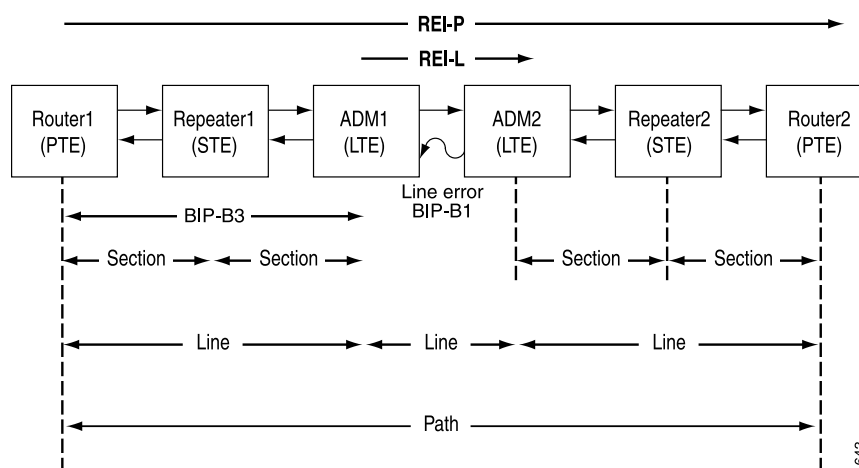 REI-P
REI-L
Router1
(PTE)
Repeater1
(STE)
ADM1
(LTE)
ADM2
(LTE)
Repeater2
(STE)
Router2
(PTE)
Line error
BIP-B1
BIP-B3
Section
Section
Section
Section
Line
Line
Line
Path